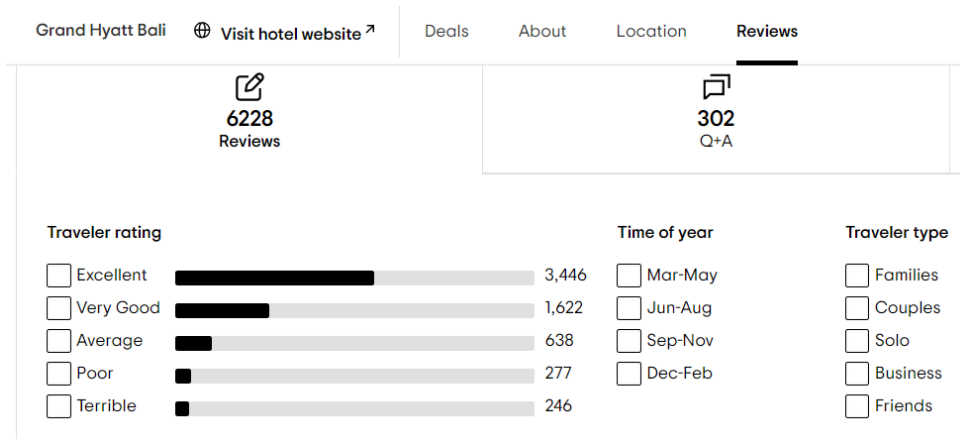 Grand Hyatt Bali Visit hotel website Deals About Location Reviews
6228 302
Reviews Q+A
Traveler rating Time of year Traveler type
Excellent 3,446 Mar-May Families
Very Good 1,622 Jun-Aug Couples
Average 638 Sep-Nov Solo
Poor 277 Dec-Feb Business
Terrible 246 Friends